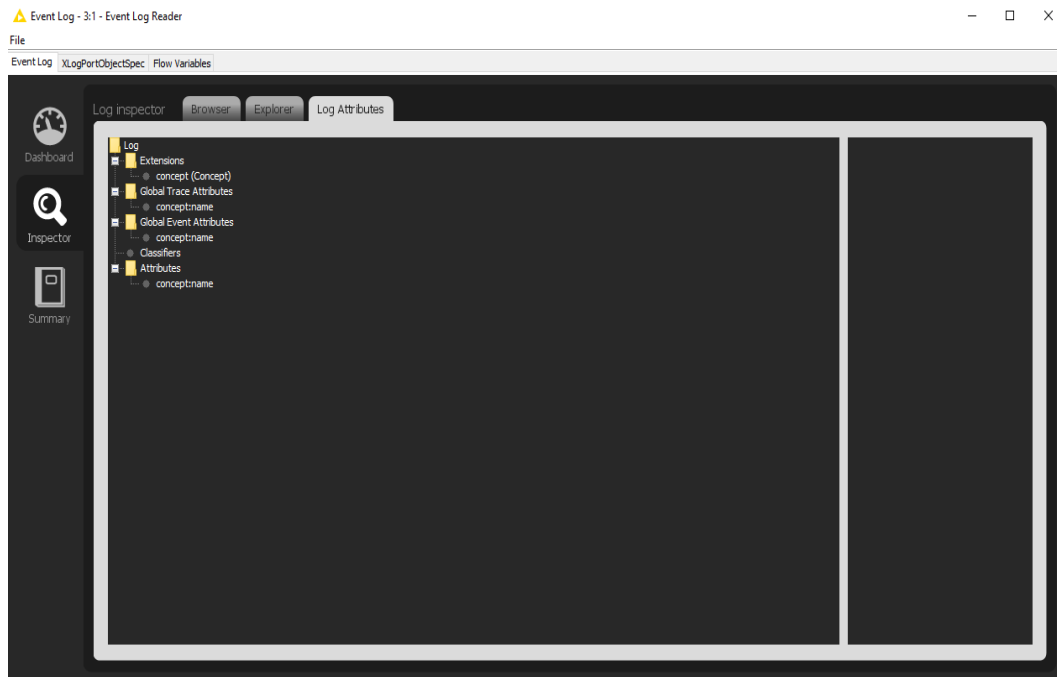 Event Log - 3:1 - Event Log Reader
File
Event Log XLogPortObjectSpec Flow Variables
Log inspector Browser Explorer Log Attributes
Dashboard
Inspector
Summary
Log
Extensions
concept (Concept)
Global Trace Attributes
concept:name
Global Event Attributes
concept:name
Classifiers
Attributes
concept:name